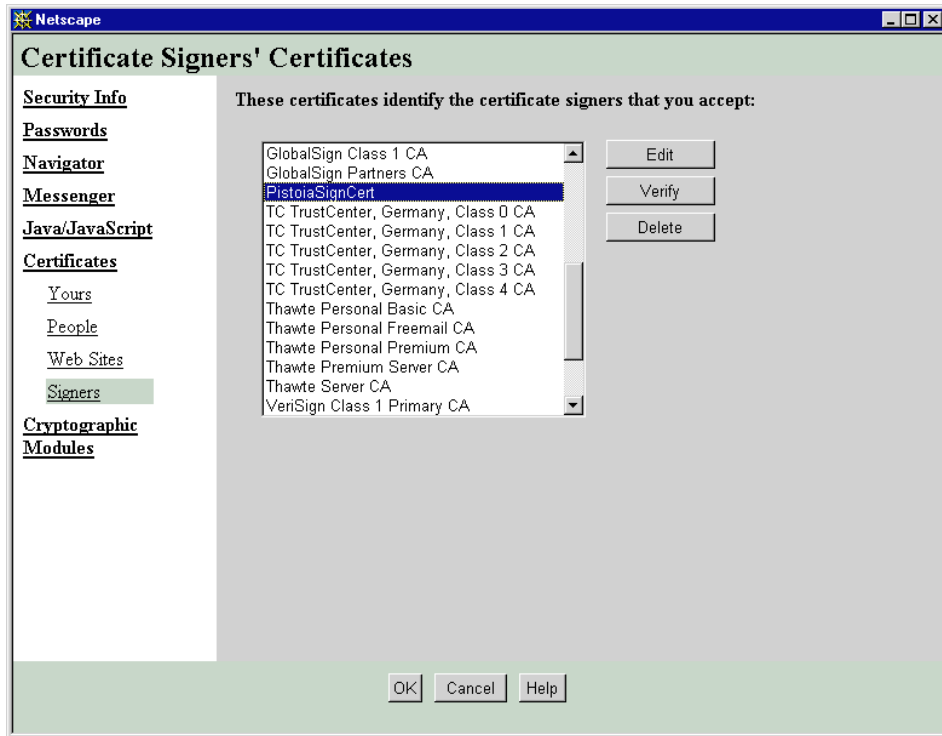 Netscape
Certificate Signers' Certificates
Security Info
Passwords
Navigator
Messenger
Java/JavaScript
Certificates
Yours
People
Web Sites
Signers
Cryptographic
Modules
These certificates identify the certificate signers that you accept:
GlobalSign Class 1 CA
GlobalSign Partners CA
PistoiaSignCert
TC TrustCenter, Germany, Class 0 CA
TC TrustCenter, Germany, Class 1 CA
TC TrustCenter, Germany, Class 2 CA
TC TrustCenter, Germany, Class 3 CA
TC TrustCenter, Germany, Class 4 CA
Thawte Personal Basic CA
Thawte Personal Freemail CA
Thawte Personal Premium CA
Thawte Premium Server CA
Thawte Server CA
VeriSign Class 1 Primary CA
Edit
Verify
Delete
OK Cancel Help